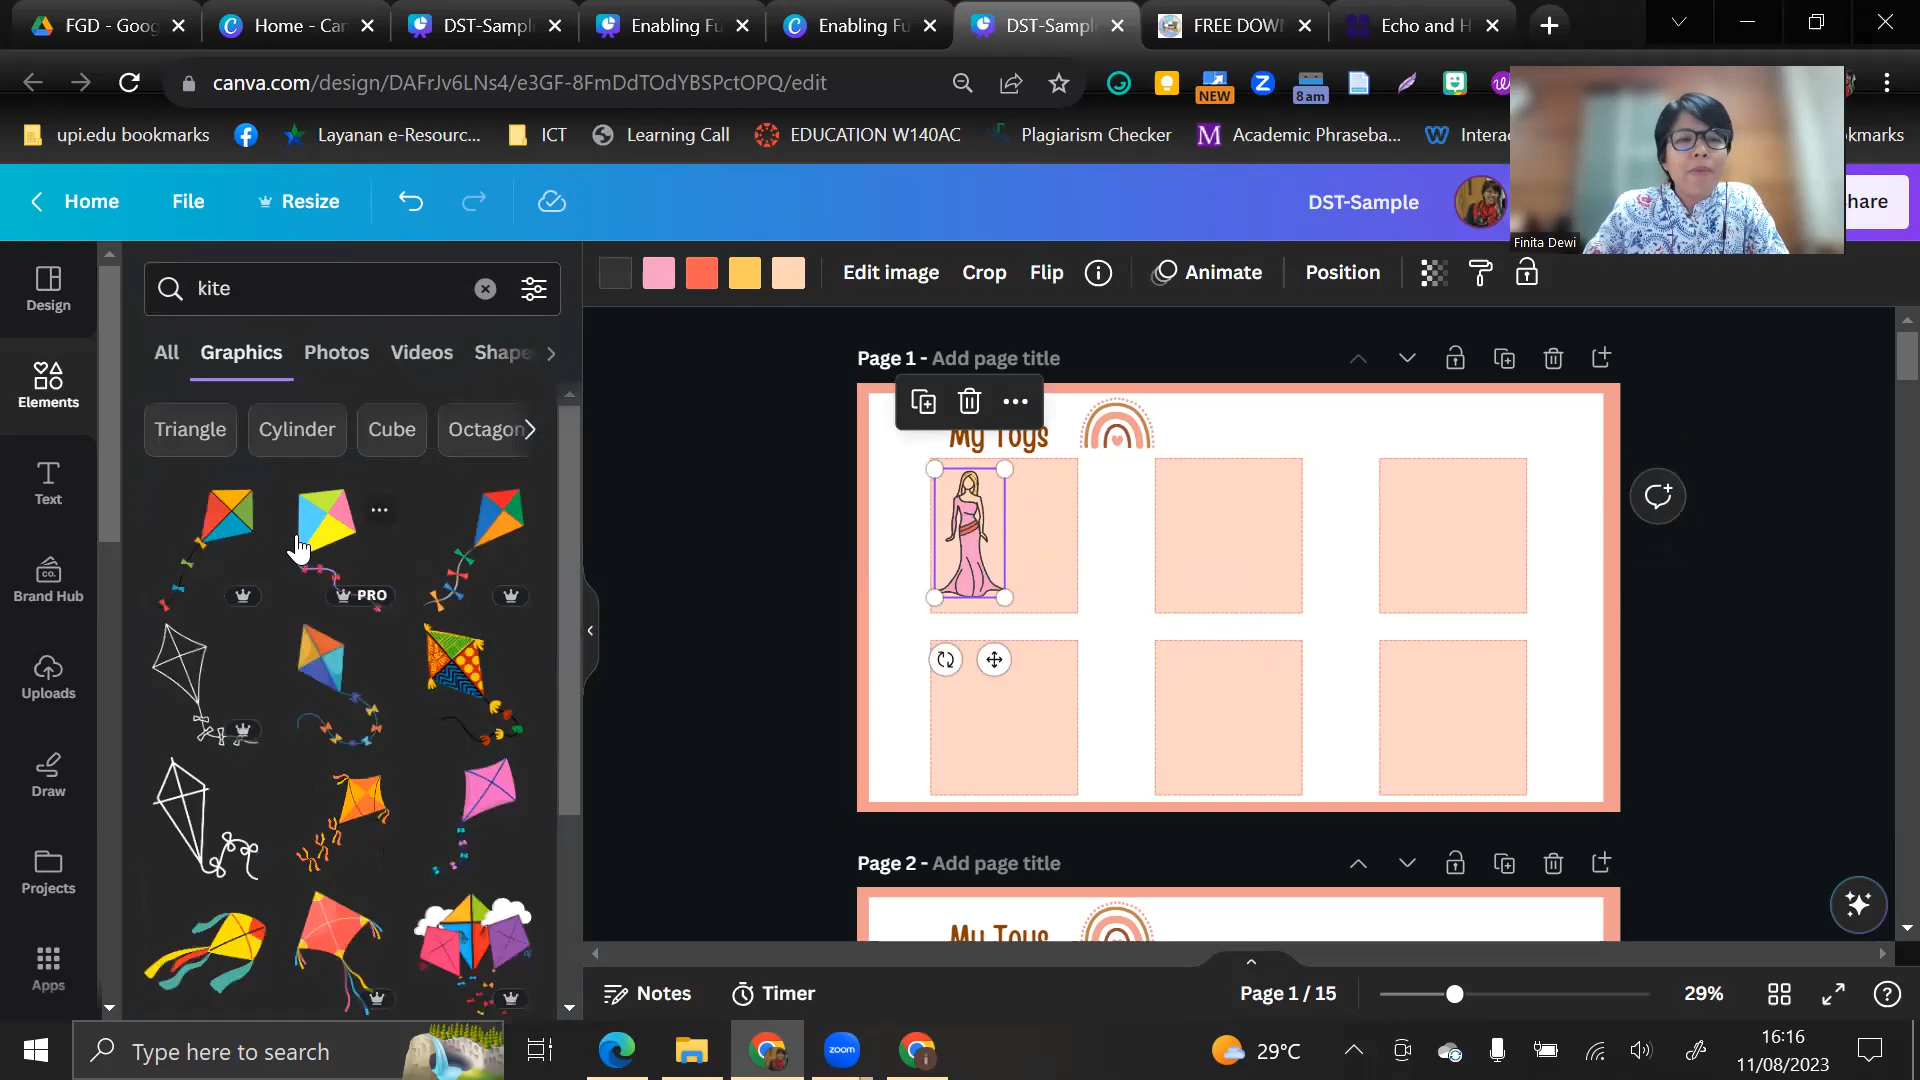 FGD - Goog
Home - Can
DST-Sampl
Enabling Fu
Enabling Fu
DST-Sampl
FREE DOW
Echo and H
canva.com/design/DAFrJv6LNs4/e3GF-8FmDdTOdYBSPctOPQ/edit
NEW
8 am
upi.edu bookmarks
Layanan e-Resourc...
ICT
Learning Call
EDUCATION W140AC
Plagiarism Checker
Academic Phraseba...
Interac
kmarks
Finita Dewi
Home
File
Resize
DST-Sample
hare
Design
Elements
Text
Brand Hub
Uploads
Draw
Projects
Apps
kite
All
Graphics
Photos
Videos
Shape
Triangle
Cylinder
Cube
Octagon
PRO
Edit image
Crop
Flip
Animate
Position
Page 1 - Add page title
My Toys
Page 2 - Add page title
My Toys
Notes
Timer
Page 1 / 15
29%
Type here to search
zoom
29°C
16:16
11/08/2023